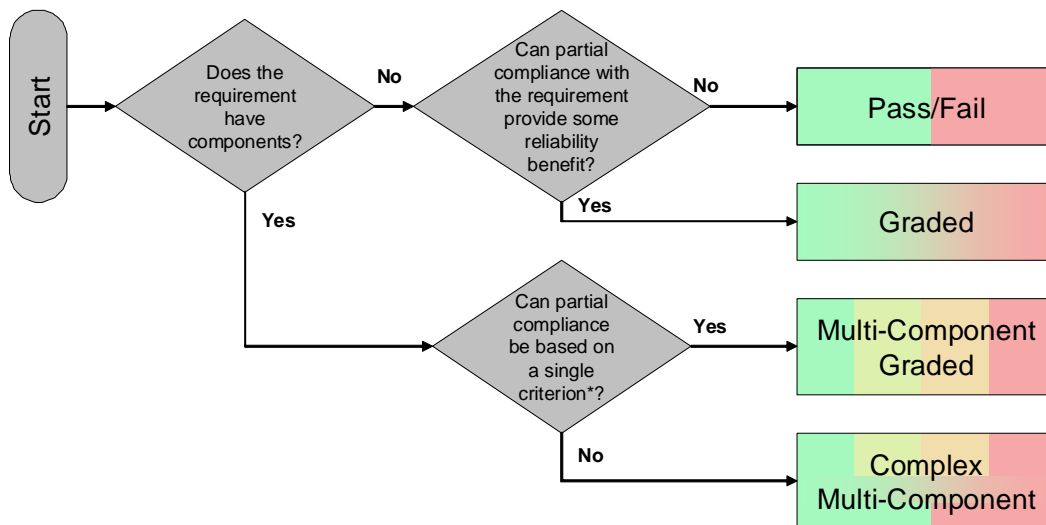 Start
Does the
requirement
have
components?
No
Can partial
compliance with
the requirement
provide some
reliability
benefit?
No
Pass/Fail
Yes
Graded
Yes
Can partial
compliance
be based on
a single
criterion*?
Yes
Multi-Component
Graded
No
Complex
Multi-Component